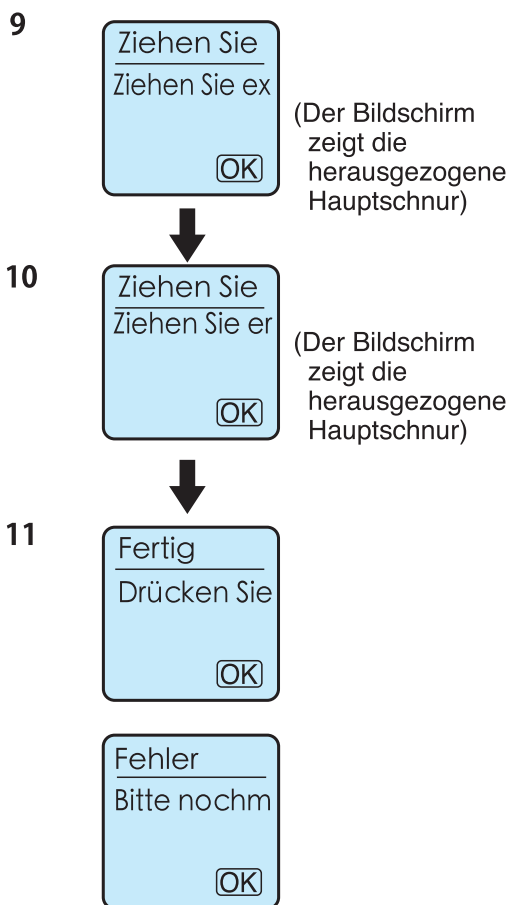 9
Ziehen Sie
Ziehen Sie ex
OK
(Der Bildschirm
zeigt die
herausgezogene
Hauptschnur)
10
Ziehen Sie
Ziehen Sie er
OK
(Der Bildschirm
zeigt die
herausgezogene
Hauptschnur)
11
Fertig
Drücken Sie
OK
Fehler
Bitte nochm
OK